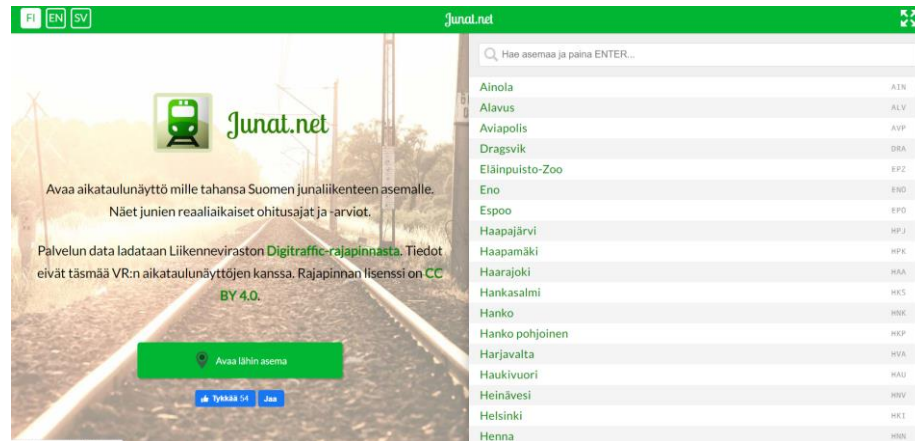 FI EN SV
Junat.net
Junat.net
Avaa aikataulunäyttö mille tahansa Suomen junaliikenteen asemalle.
Näet junien reaaliaikaiset ohitusajat ja -arviot.
Palvelun data ladataan Liikenneviraston Digitraffic-rajapinnasta. Tiedot
eivät täsmää VR:n aikataulunäyttöjen kanssa. Rajapinnan lisenssi on CC
BY 4.0.
Avaa lähin asema
Tykkää 54 Jaa
Hae asemaa ja paina ENTER...
Ainola AIN
Alavus ALV
Aviapolis AVP
Dragsvik DRA
Eläinpuisto-Zoo EPZ
Eno ENO
Espoo EPO
Haapajärvi HPJ
Haapamäki HPK
Haarajoki HAA
Hankasalmi HKS
Hanko HNK
Hanko pohjoinen HKP
Harjavalta HVA
Haukivuori HAU
Heinävesi HNV
Helsinki HKI
Henna HNN